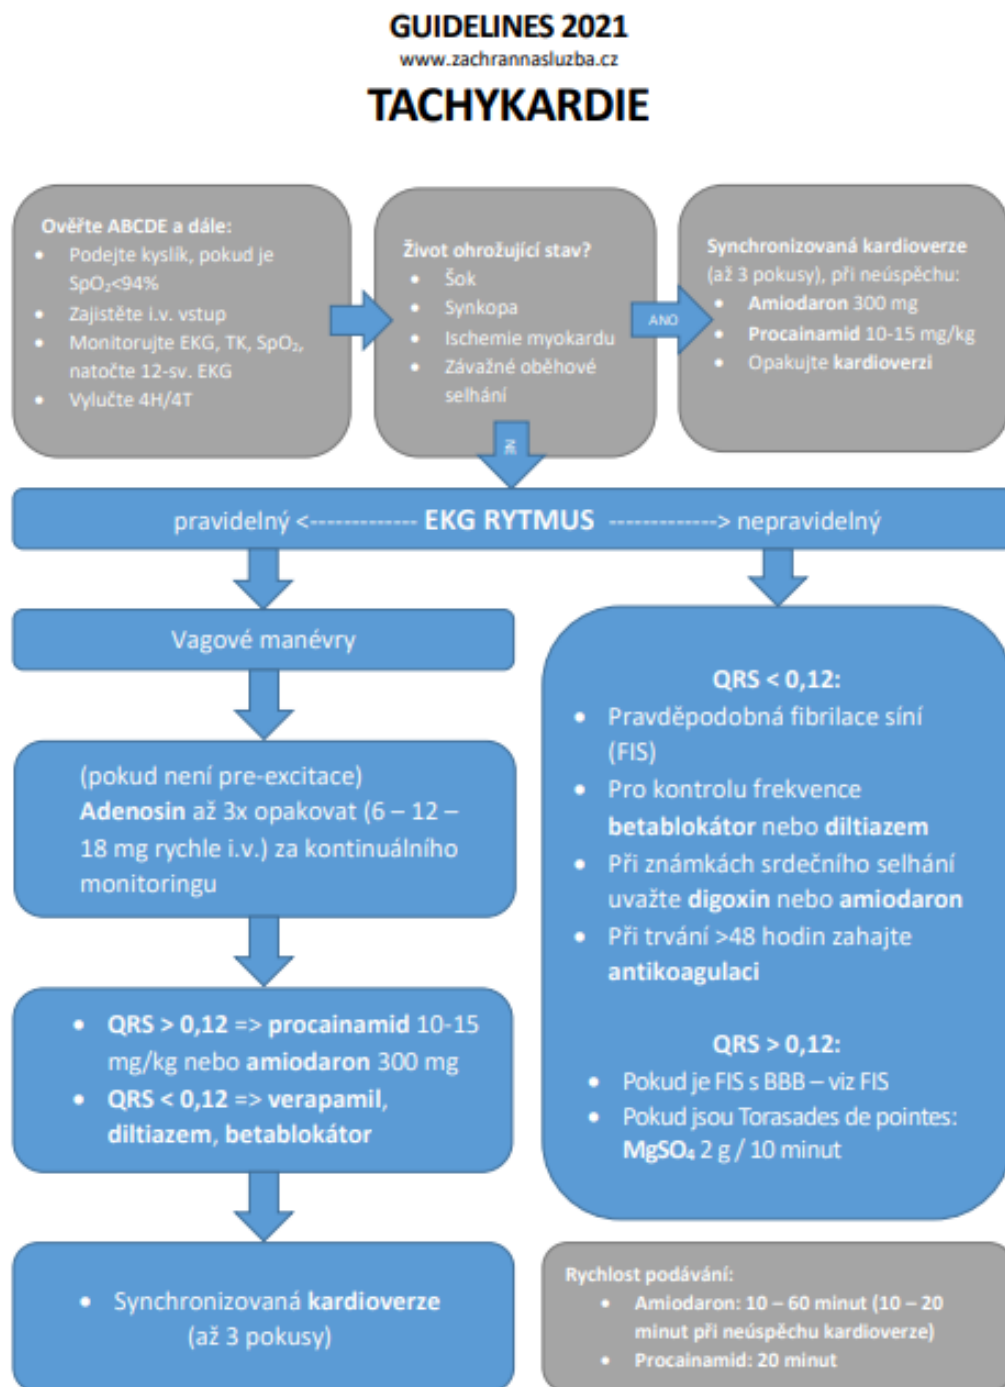 GUIDELINES 2021
www.zachrannasluzba.cz
TACHYKARDIE
Ověřte ABCDE a dále:
• Podejte kyslík, pokud je
SpO₂<94%
• Zajistěte i.v. vstup
• Monitorujte EKG, TK, SpO₂,
natočte 12-sv. EKG
• Vylučte 4H/4T
Život ohrožující stav?
• Šok
• Synkopa
• Ischemie myokardu
• Závažné oběhové
selhání
ANO
Synchronizovaná kardioverze
(až 3 pokusy), při neúspěchu:
• Amiodaron 300 mg
• Procainamid 10-15 mg/kg
• Opakujte kardioverzi
NE
pravidelný <------------- EKG RYTMUS -------------> nepravidelný
Vagové manévry
(pokud není pre-excitace)
Adenosin až 3x opakovat (6 – 12 –
18 mg rychle i.v.) za kontinuálního
monitoringu
• QRS > 0,12 => procainamid 10-15
mg/kg nebo amiodaron 300 mg
• QRS < 0,12 => verapamil,
diltiazem, betablokátor
• Synchronizovaná kardioverze
(až 3 pokusy)
QRS < 0,12:
• Pravděpodobná fibrilace síní
(FIS)
• Pro kontrolu frekvence
betablokátor nebo diltiazem
• Při známkách srdečního selhání
uvažte digoxin nebo amiodaron
• Při trvání >48 hodin zahajte
antikoagulaci
QRS > 0,12:
• Pokud je FIS s BBB – viz FIS
• Pokud jsou Torasades de pointes:
MgSO₄ 2 g / 10 minut
Rychlost podávání:
• Amiodaron: 10 – 60 minut (10 – 20
minut při neúspěchu kardioverze)
• Procainamid: 20 minut